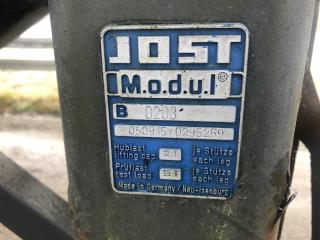 JOST
M.o.d.u.l ®
B 0203
050915 0295269
Hublast 12 t je Stütze
lifting cap. each leg
Prüflast 25 t je Stütze
test load each leg
Made in Germany / Neu-Isenburg